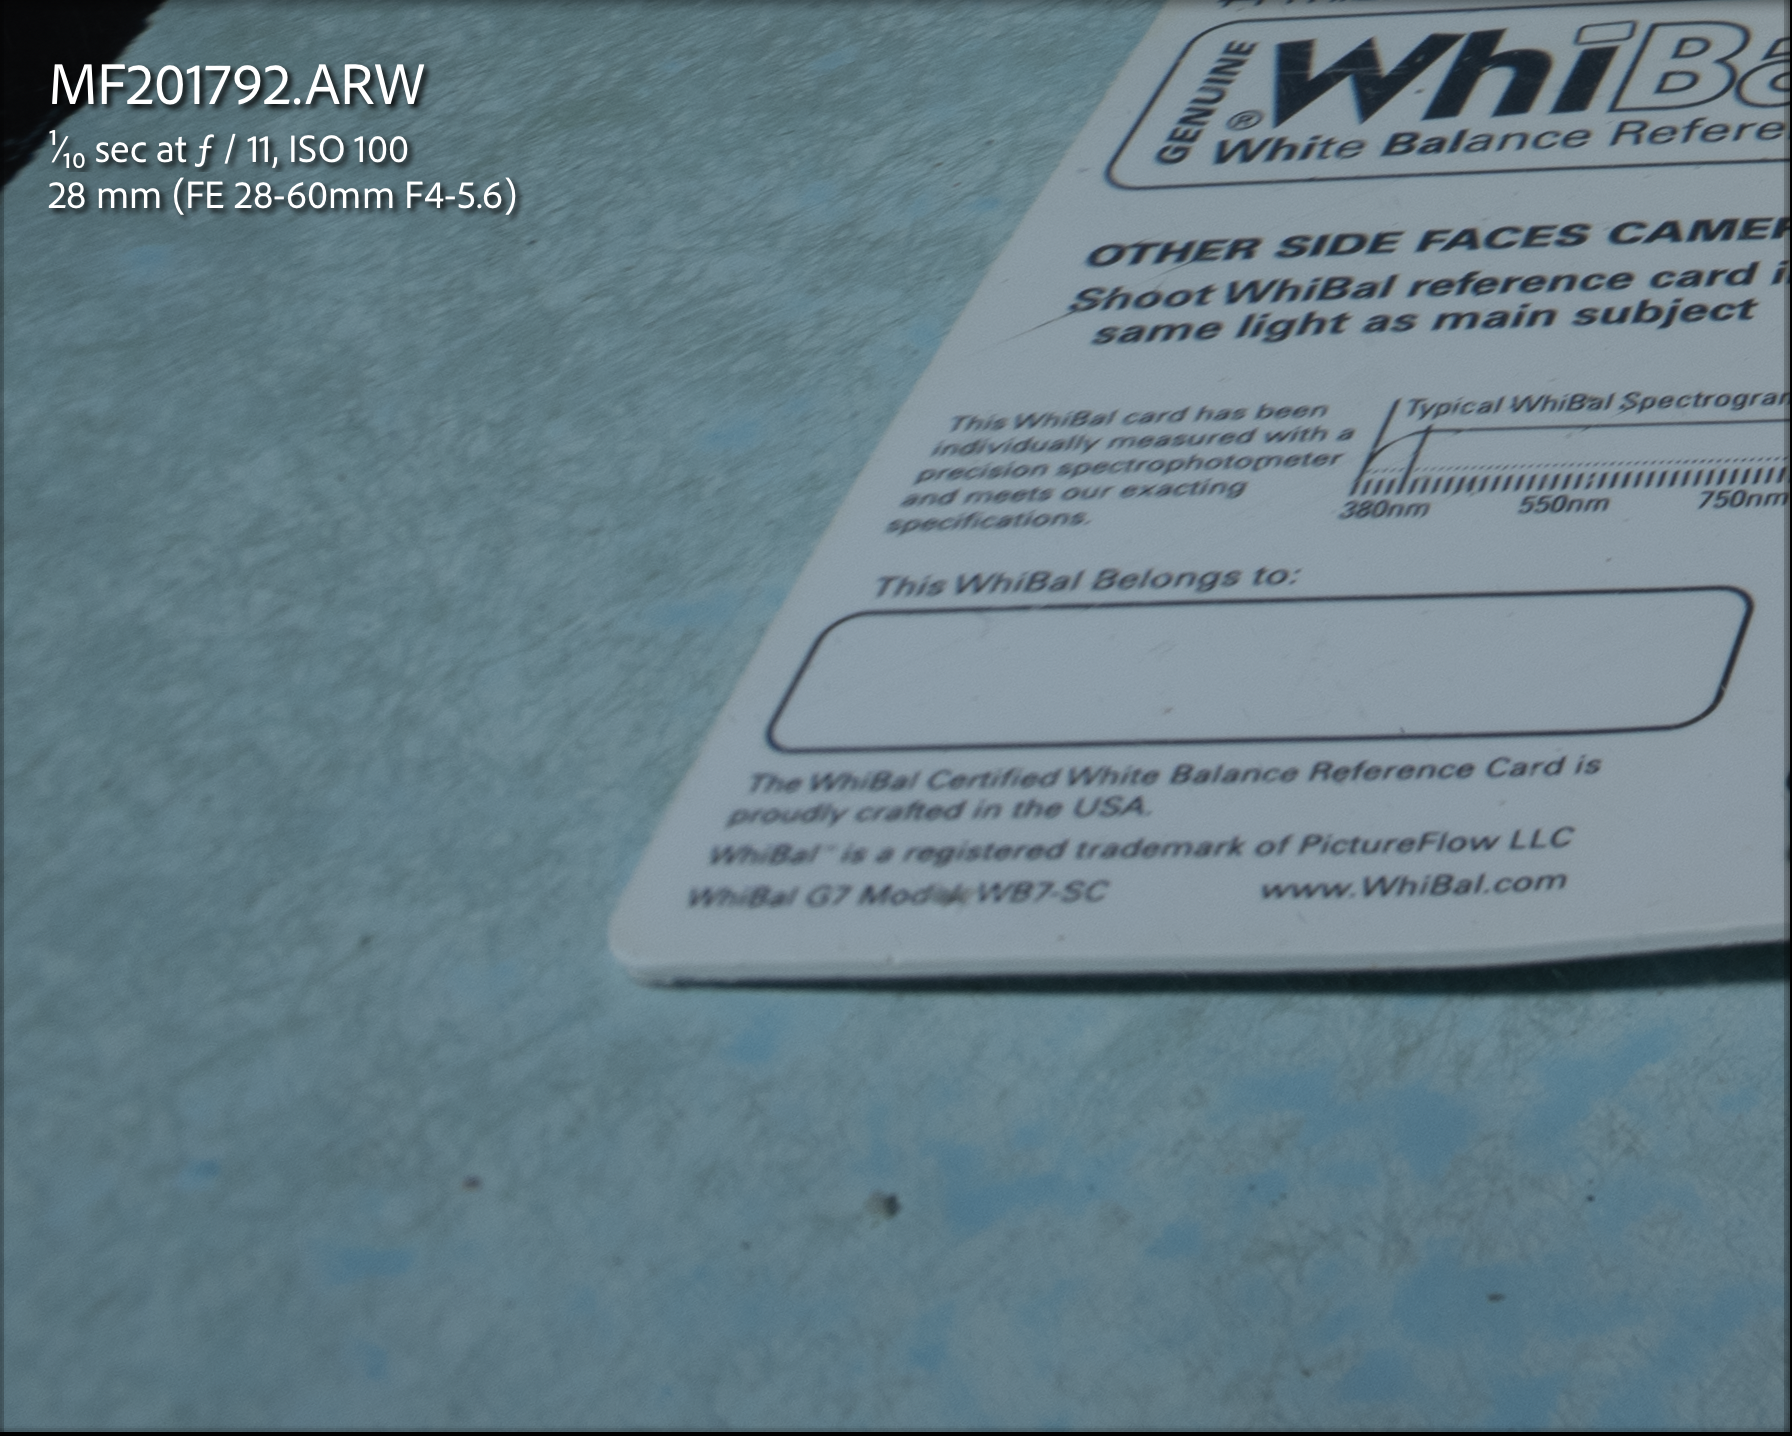 MF201792.ARW
1/10 sec at ƒ / 11, ISO 100
28 mm (FE 28-60mm F4-5.6)
GENUINE
® WhiBa
White Balance Refere
OTHER SIDE FACES CAMER
Shoot WhiBal reference card i
same light as main subject
This WhiBal card has been
individually measured with a
precision spectrophotometer
and meets our exacting
specifications.
Typical WhiBal Spectrogra
380nm 550nm 750nm
This WhiBal Belongs to:
The WhiBal Certified White Balance Reference Card is
proudly crafted in the USA.
WhiBal™ is a registered trademark of PictureFlow LLC
WhiBal G7 Model WB7-SC www.WhiBal.com